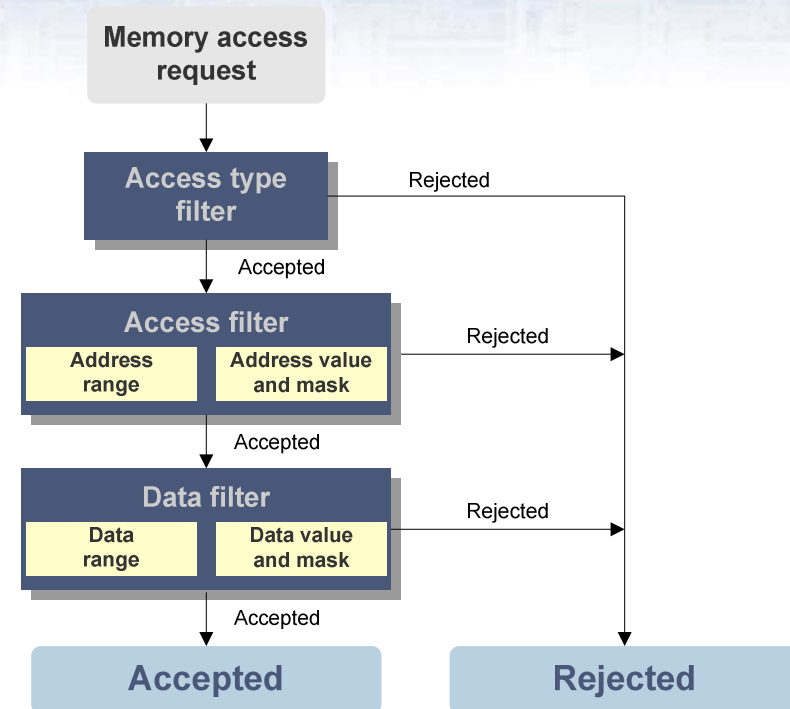 Memory access
request
Access type
filter
Rejected
Accepted
Access filter
Address
range
Address value
and mask
Rejected
Accepted
Data filter
Data
range
Data value
and mask
Rejected
Accepted
Accepted
Rejected